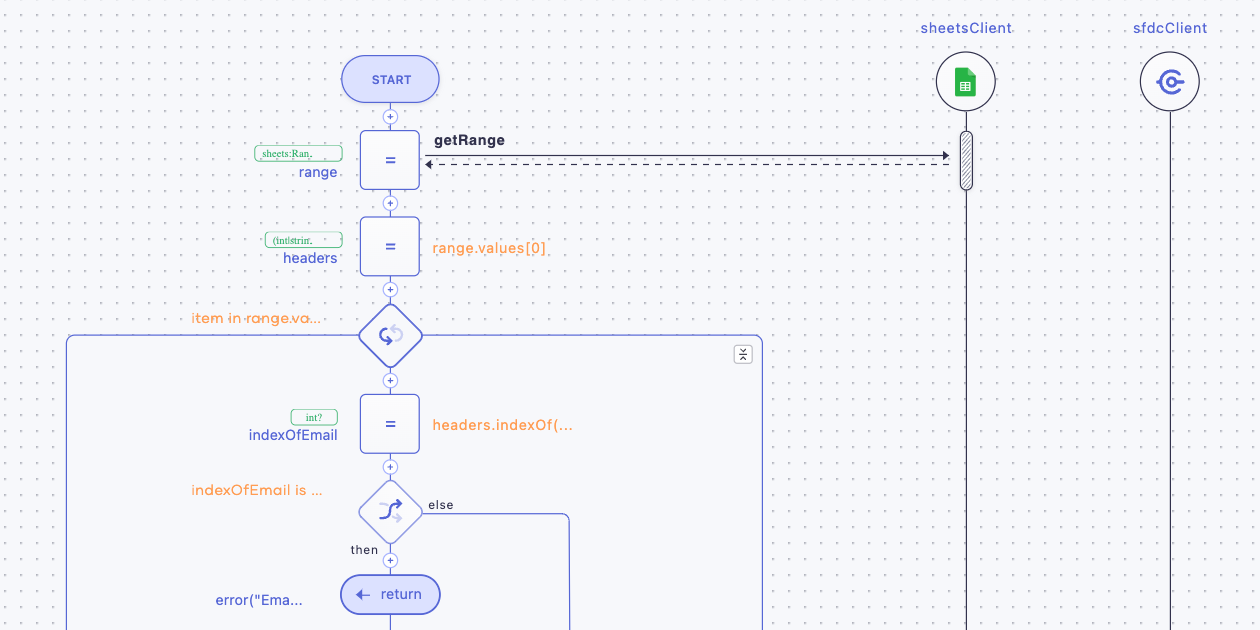 sheetsClient
sfdcClient
START
getRange
sheets:Ran.
range
(int|strin.
headers
range.values[0]
item in range.va...
int?
indexOfEmail
headers.indexOf(...
indexOfEmail is ...
else
then
return
error("Ema...